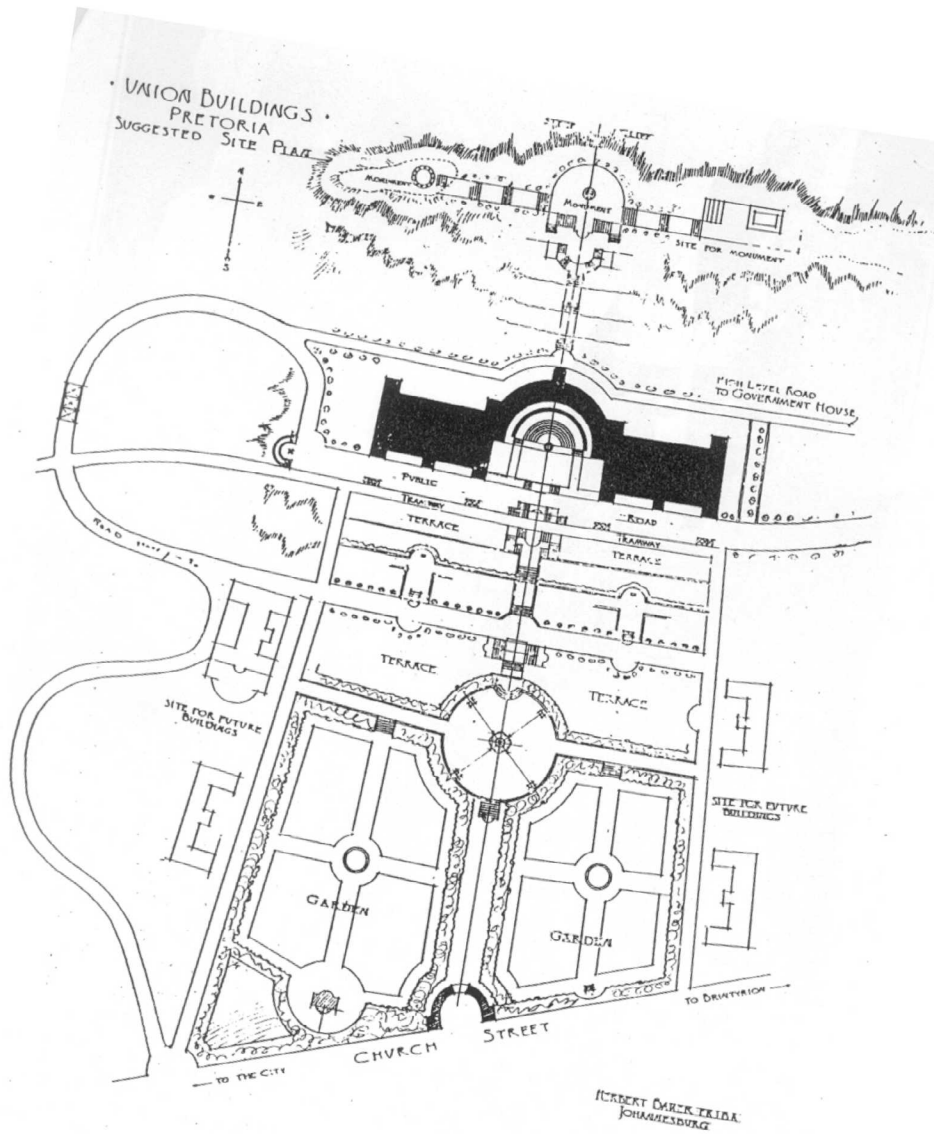 · UNION BUILDINGS ·
PRETORIA
SUGGESTED SITE PLAN
N
S
MONUMENT
MONUMENT
SITE FOR MONUMENT
HIGH LEVEL ROAD
TO GOVERNMENT HOUSE
PUBLIC
ROAD
TRAMWAY
TRAMWAY
TERRACE
TERRACE
ROAD
TERRACE
TERRACE
SITE FOR FUTURE
BUILDINGS
SITE FOR FUTURE
BUILDINGS
GARDEN
GARDEN
TO BRYNTYRION
CHURCH STREET
TO THE CITY
HERBERT BAKER F.R.I.B.A.
JOHANNESBURG